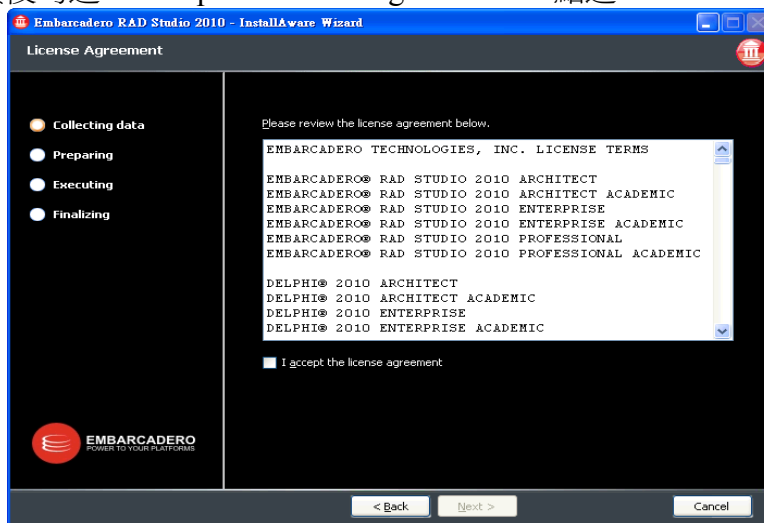 Embarcadero RAD Studio 2010 - InstallAware Wizard
License Agreement
Collecting data
Preparing
Executing
Finalizing
Please review the license agreement below.
EMBARCADERO TECHNOLOGIES, INC. LICENSE TERMS
EMBARCADERO® RAD STUDIO 2010 ARCHITECT
EMBARCADERO® RAD STUDIO 2010 ARCHITECT ACADEMIC
EMBARCADERO® RAD STUDIO 2010 ENTERPRISE
EMBARCADERO® RAD STUDIO 2010 ENTERPRISE ACADEMIC
EMBARCADERO® RAD STUDIO 2010 PROFESSIONAL
EMBARCADERO® RAD STUDIO 2010 PROFESSIONAL ACADEMIC
DELPHI® 2010 ARCHITECT
DELPHI® 2010 ARCHITECT ACADEMIC
DELPHI® 2010 ENTERPRISE
DELPHI® 2010 ENTERPRISE ACADEMIC
I accept the license agreement
EMBARCADERO
POWER TO YOUR PLATFORMS
< Back
Next >
Cancel